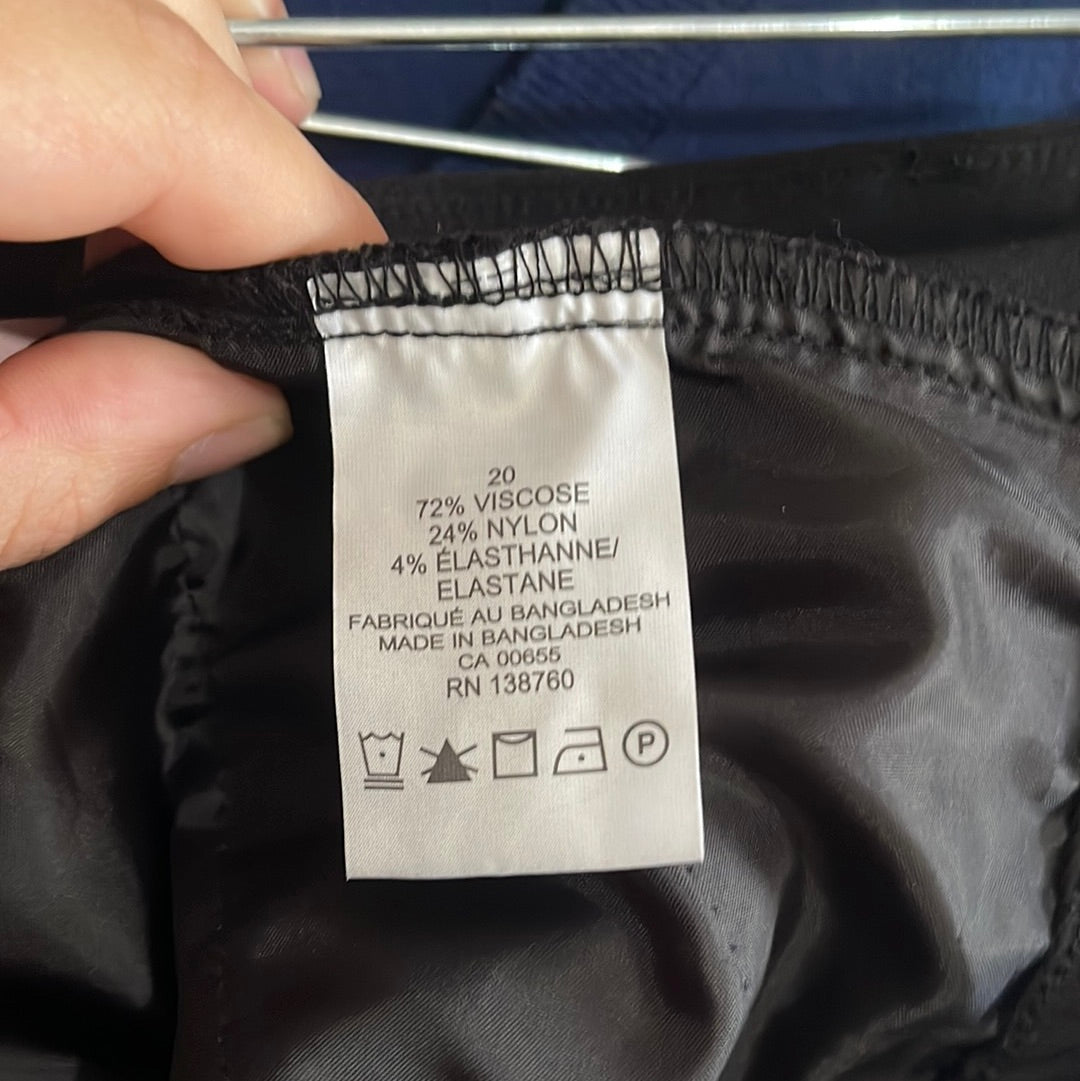 20
72% VISCOSE
24% NYLON
4% ÉLASTHANNE/
ELASTANE
FABRIQUÉ AU BANGLADESH
MADE IN BANGLADESH
CA 00655
RN 138760
P